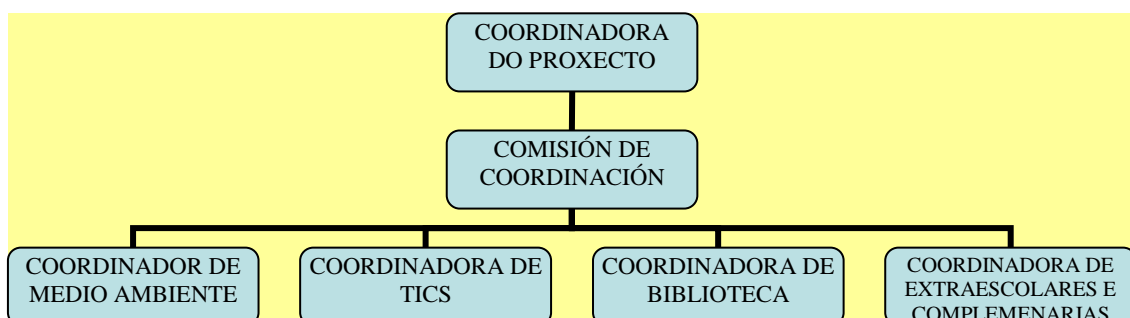 COORDINADORA
DO PROXECTO
COMISIÓN DE
COORDINACIÓN
COORDINADOR DE
MEDIO AMBIENTE
COORDINADORA DE
TICS
COORDINADORA DE
BIBLIOTECA
COORDINADORA DE
EXTRAESCOLARES E
COMPLEMENARIAS